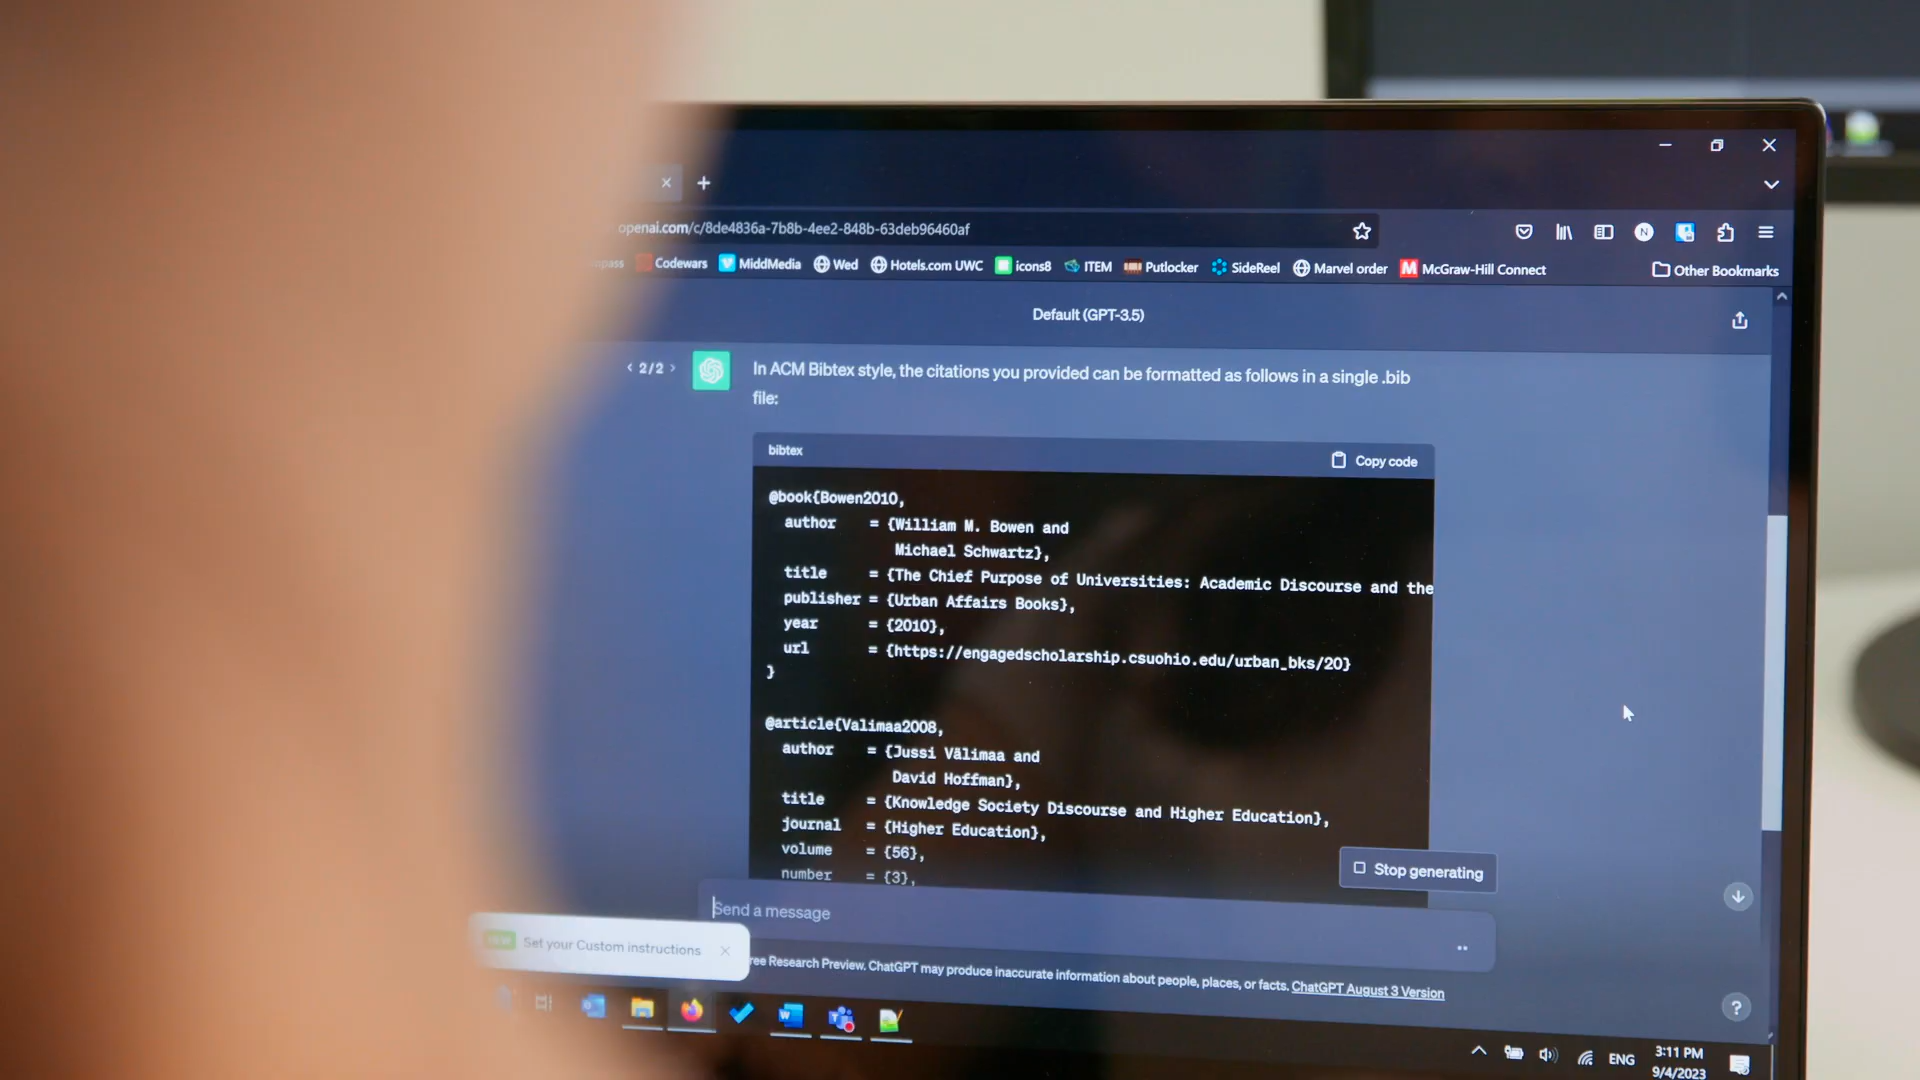 openai.com/c/8de4836a-7b8b-4ee2-848b-63deb96460af
Codewars MiddMedia Wed Hotels.com UWC icons8 ITEM Putlocker SideReel Marvel order McGraw-Hill Connect Other Bookmarks
Default (GPT-3.5)
< 2/2 >
In ACM Bibtex style, the citations you provided can be formatted as follows in a single .bib
file:
bibtex Copy code
@book{Bowen2010,
author = {William M. Bowen and
Michael Schwartz},
title = {The Chief Purpose of Universities: Academic Discourse and the
publisher = {Urban Affairs Books},
year = {2010},
url = {https://engagedscholarship.csuohio.edu/urban_bks/20}
}
@article{Valimaa2008,
author = {Jussi Välimaa and
David Hoffman},
title = {Knowledge Society Discourse and Higher Education},
journal = {Higher Education},
volume = {56},
number = {3},
Stop generating
Send a message
NEW Set your Custom instructions
Research Preview. ChatGPT may produce inaccurate information about people, places, or facts. ChatGPT August 3 Version
ENG
3:11 PM
9/4/2023